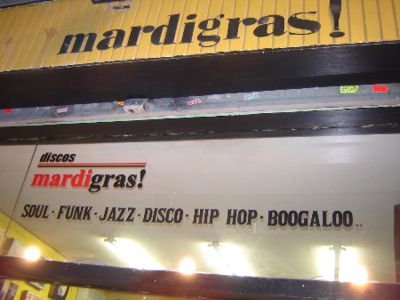 mardigras!
discos
mardigras!
SOUL · FUNK · JAZZ · DISCO · HIP HOP · BOOGALOO..